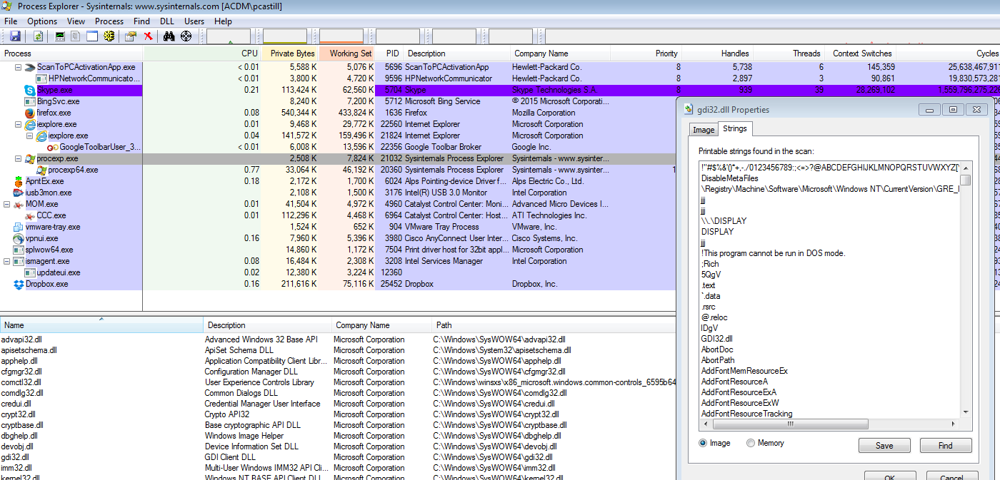 Process Explorer - Sysinternals: www.sysinternals.com [ACDM\pcastill]
File Options View Process Find DLL Users Help
Process CPU Private Bytes Working Set PID Description Company Name Priority Handles Threads Context Switches Cycles
ScanToPCActivationApp.exe < 0.01 5,588 K 5,076 K 5696 ScanToPCActivationApp Hewlett-Packard Co. 8 5,738 6 145,359 25,638,467,911
HPNetworkCommunicato... < 0.01 3,800 K 4,720 K 9596 HPNetworkCommunicator Hewlett-Packard Co. 8 2,897 3 90,861 19,830,573,281
Skype.exe 0.21 113,424 K 62,560 K 5704 Skype Skype Technologies S.A. 8 939 39 28,269,102 1,559,796,275,226
BingSvc.exe 8,240 K 7,200 K 5712 Microsoft Bing Service © 2015 Microsoft Corporati...
firefox.exe 0.08 540,344 K 433,824 K 1636 Firefox Mozilla Corporation
iexplore.exe 0.01 9,468 K 29,772 K 22560 Internet Explorer Microsoft Corporation
iexplore.exe 0.04 141,572 K 159,496 K 21824 Internet Explorer Microsoft Corporation
GoogleToolbarUser_3... < 0.01 6,008 K 13,596 K 22356 Google Toolbar Broker Google Inc.
procexp.exe 2,508 K 7,824 K 21032 Sysinternals Process Explorer Sysinternals - www.sysinter...
procexp64.exe 0.77 33,064 K 46,192 K 20360 Sysinternals Process Explorer Sysinternals - www.sysinter... 1
ApntEx.exe 0.18 2,172 K 1,700 K 6024 Alps Pointing-device Driver f... Alps Electric Co., Ltd.
iusb3mon.exe 2,108 K 1,500 K 3176 Intel(R) USB 3.0 Monitor Intel Corporation
MOM.exe 0.01 41,504 K 4,972 K 4960 Catalyst Control Center: Moni... Advanced Micro Devices I...
CCC.exe 0.01 112,296 K 4,468 K 6964 Catalyst Control Center: Host... ATI Technologies Inc.
vmware-tray.exe 1,524 K 652 K 904 VMware Tray Process VMware, Inc.
vpnui.exe 0.16 7,960 K 5,396 K 3980 Cisco AnyConnect User Inter... Cisco Systems, Inc.
splwow64.exe 14,860 K 1,172 K 7504 Print driver host for 32bit appl... Microsoft Corporation
ismagent.exe 0.08 16,484 K 2,308 K 3208 Intel Services Manager Intel Corporation
updateui.exe 0.02 12,380 K 3,224 K 12360
Dropbox.exe 0.16 211,616 K 75,116 K 25452 Dropbox Dropbox, Inc.
Name Description Company Name Path
advapi32.dll Advanced Windows 32 Base API Microsoft Corporation C:\Windows\SysWOW64\advapi32.dll
apisetschema.dll ApiSet Schema DLL Microsoft Corporation C:\Windows\System32\apisetschema.dll
apphelp.dll Application Compatibility Client Libr... Microsoft Corporation C:\Windows\SysWOW64\apphelp.dll
cfgmgr32.dll Configuration Manager DLL Microsoft Corporation C:\Windows\SysWOW64\cfgmgr32.dll
comctl32.dll User Experience Controls Library Microsoft Corporation C:\Windows\winsxs\x86_microsoft.windows.common-controls_6595b64
comdlg32.dll Common Dialogs DLL Microsoft Corporation C:\Windows\SysWOW64\comdlg32.dll
credui.dll Credential Manager User Interface Microsoft Corporation C:\Windows\SysWOW64\credui.dll
crypt32.dll Crypto API32 Microsoft Corporation C:\Windows\SysWOW64\crypt32.dll
cryptbase.dll Base cryptographic API DLL Microsoft Corporation C:\Windows\SysWOW64\cryptbase.dll
dbghelp.dll Windows Image Helper Microsoft Corporation C:\Windows\SysWOW64\dbghelp.dll
devobj.dll Device Information Set DLL Microsoft Corporation C:\Windows\SysWOW64\devobj.dll
gdi32.dll GDI Client DLL Microsoft Corporation C:\Windows\SysWOW64\gdi32.dll
imm32.dll Multi-User Windows IMM32 API Cli... Microsoft Corporation C:\Windows\SysWOW64\imm32.dll
kernel32.dll Windows NT BASE API Client DLL Microsoft Corporation C:\Windows\SysWOW64\kernel32.dll
gdi32.dll Properties
Image Strings
Printable strings found in the scan:
!"#$%&'()*+,-./0123456789:;<=>?@ABCDEFGHIJKLMNOPQRSTUVWXYZ[\
DisableMetaFiles
\Registry\Machine\Software\Microsoft\Windows NT\CurrentVersion\GRE_I
jjj
jjj
\\.\DISPLAY
DISPLAY
jjj
!This program cannot be run in DOS mode.
;Rich
5QgV
.text
`.data
.rsrc
@.reloc
IDgV
GDI32.dll
AbortDoc
AbortPath
AddFontMemResourceEx
AddFontResourceA
AddFontResourceExA
AddFontResourceExW
AddFontResourceTracking
Image Memory Save Find
OK Cancel